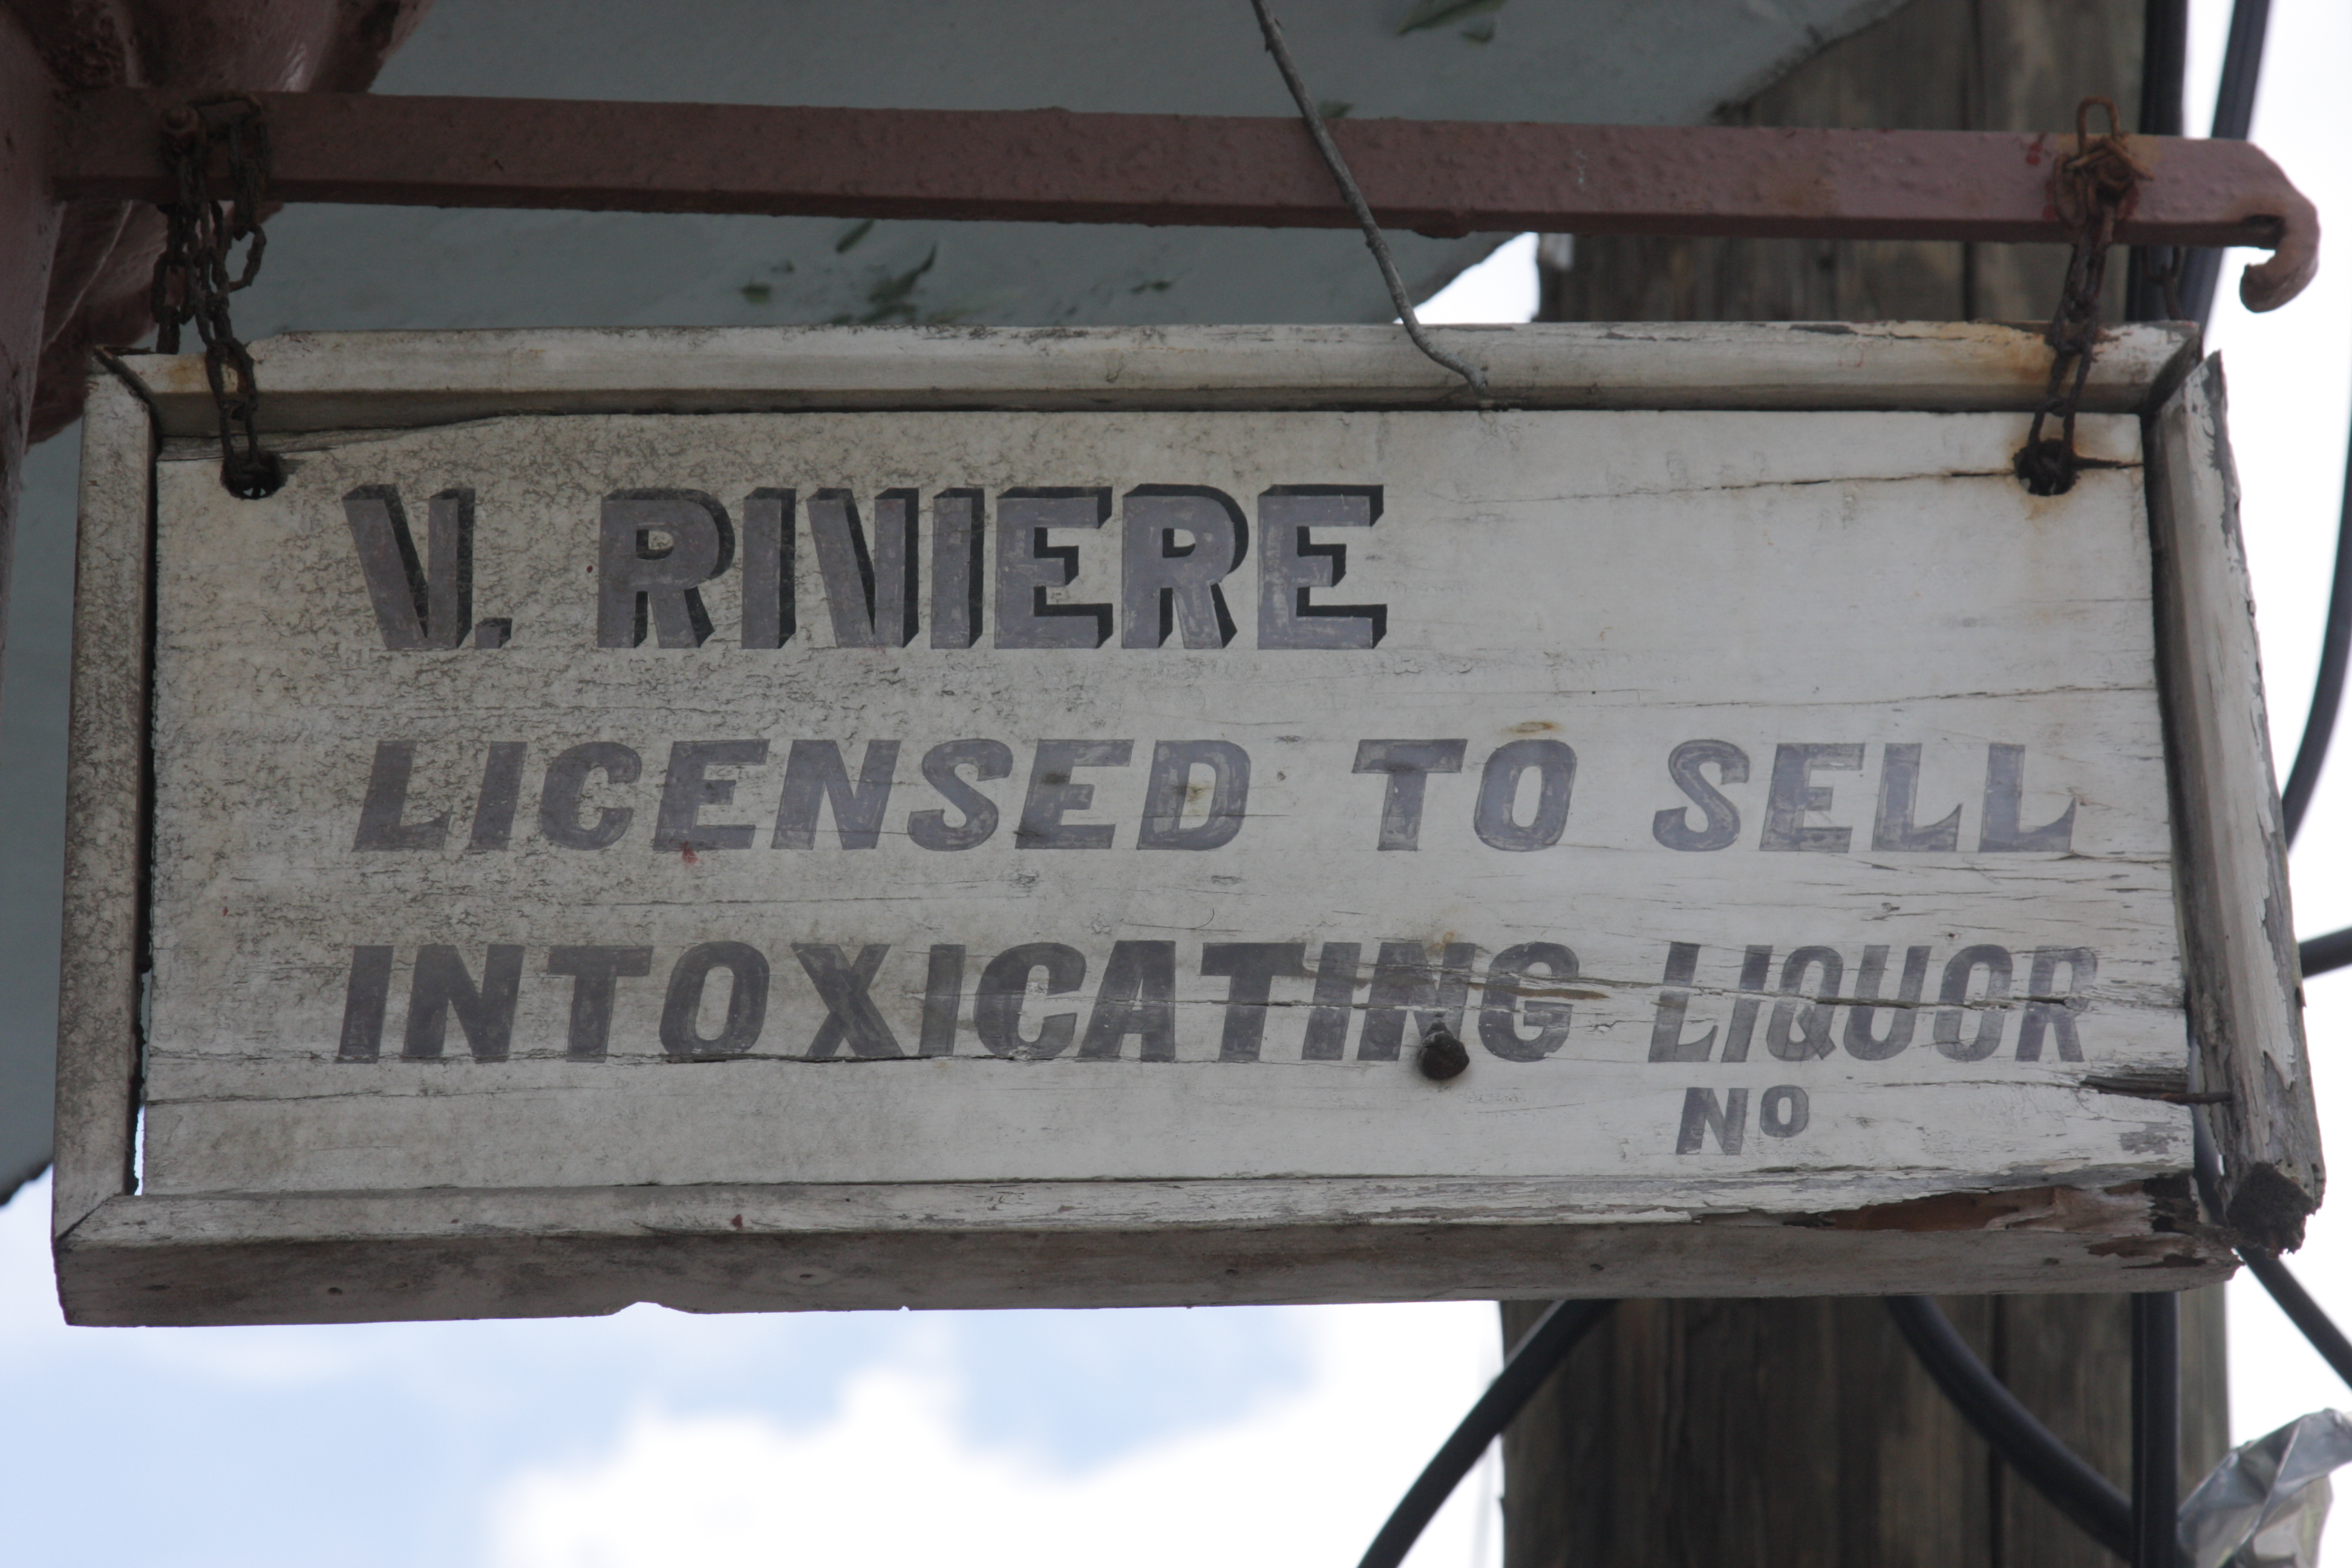 V. RIVIERE
LICENSED TO SELL
INTOXICATING LIQUOR
Nº